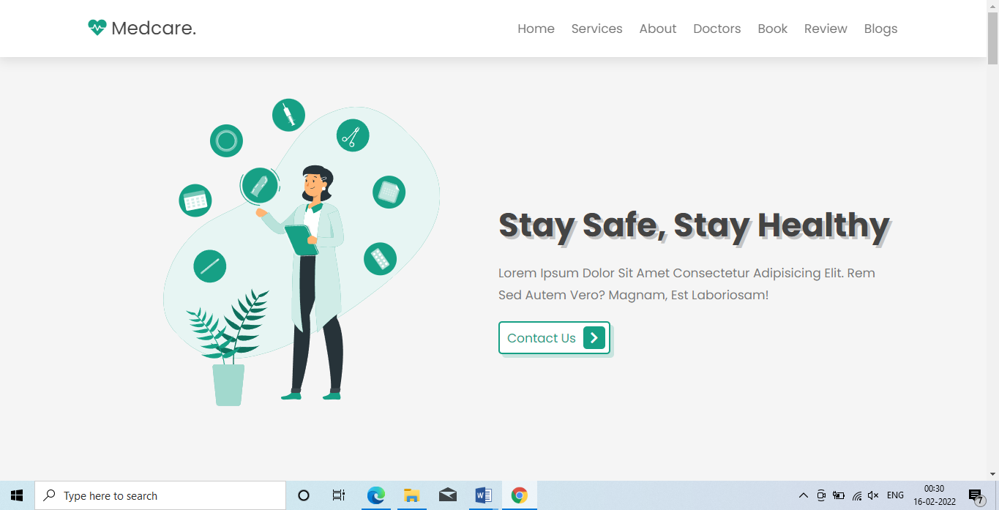 Medcare.
Home Services About Doctors Book Review Blogs
Stay Safe, Stay Healthy
Lorem Ipsum Dolor Sit Amet Consectetur Adipisicing Elit. Rem
Sed Autem Vero? Magnam, Est Laboriosam!
Contact Us
Type here to search
ENG
00:30
16-02-2022
7